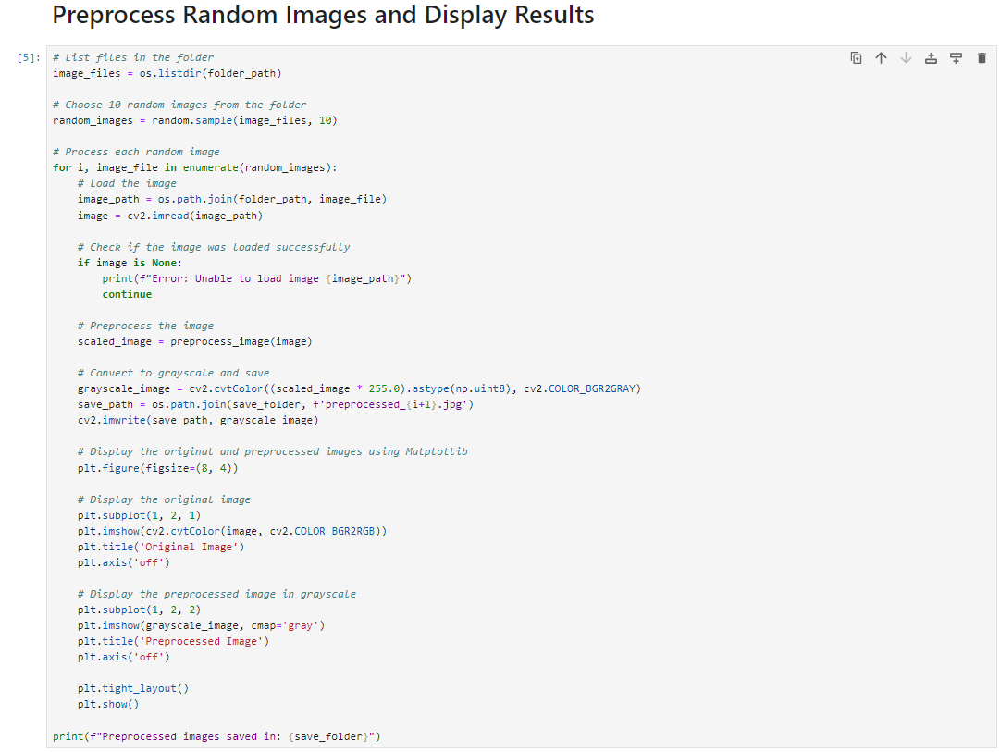 Preprocess Random Images and Display Results
[5]:
# List files in the folder
image_files = os.listdir(folder_path)
# Choose 10 random images from the folder
random_images = random.sample(image_files, 10)
# Process each random image
for i, image_file in enumerate(random_images):
    # Load the image
    image_path = os.path.join(folder_path, image_file)
    image = cv2.imread(image_path)
    # Check if the image was loaded successfully
    if image is None:
        print(f"Error: Unable to load image {image_path}")
        continue
    # Preprocess the image
    scaled_image = preprocess_image(image)
    # Convert to grayscale and save
    grayscale_image = cv2.cvtColor((scaled_image * 255.0).astype(np.uint8), cv2.COLOR_BGR2GRAY)
    save_path = os.path.join(save_folder, f'preprocessed_{i+1}.jpg')
    cv2.imwrite(save_path, grayscale_image)
    # Display the original and preprocessed images using Matplotlib
    plt.figure(figsize=(8, 4))
    # Display the original image
    plt.subplot(1, 2, 1)
    plt.imshow(cv2.cvtColor(image, cv2.COLOR_BGR2RGB))
    plt.title('Original Image')
    plt.axis('off')
    # Display the preprocessed image in grayscale
    plt.subplot(1, 2, 2)
    plt.imshow(grayscale_image, cmap='gray')
    plt.title('Preprocessed Image')
    plt.axis('off')
    plt.tight_layout()
    plt.show()
print(f"Preprocessed images saved in: {save_folder}")